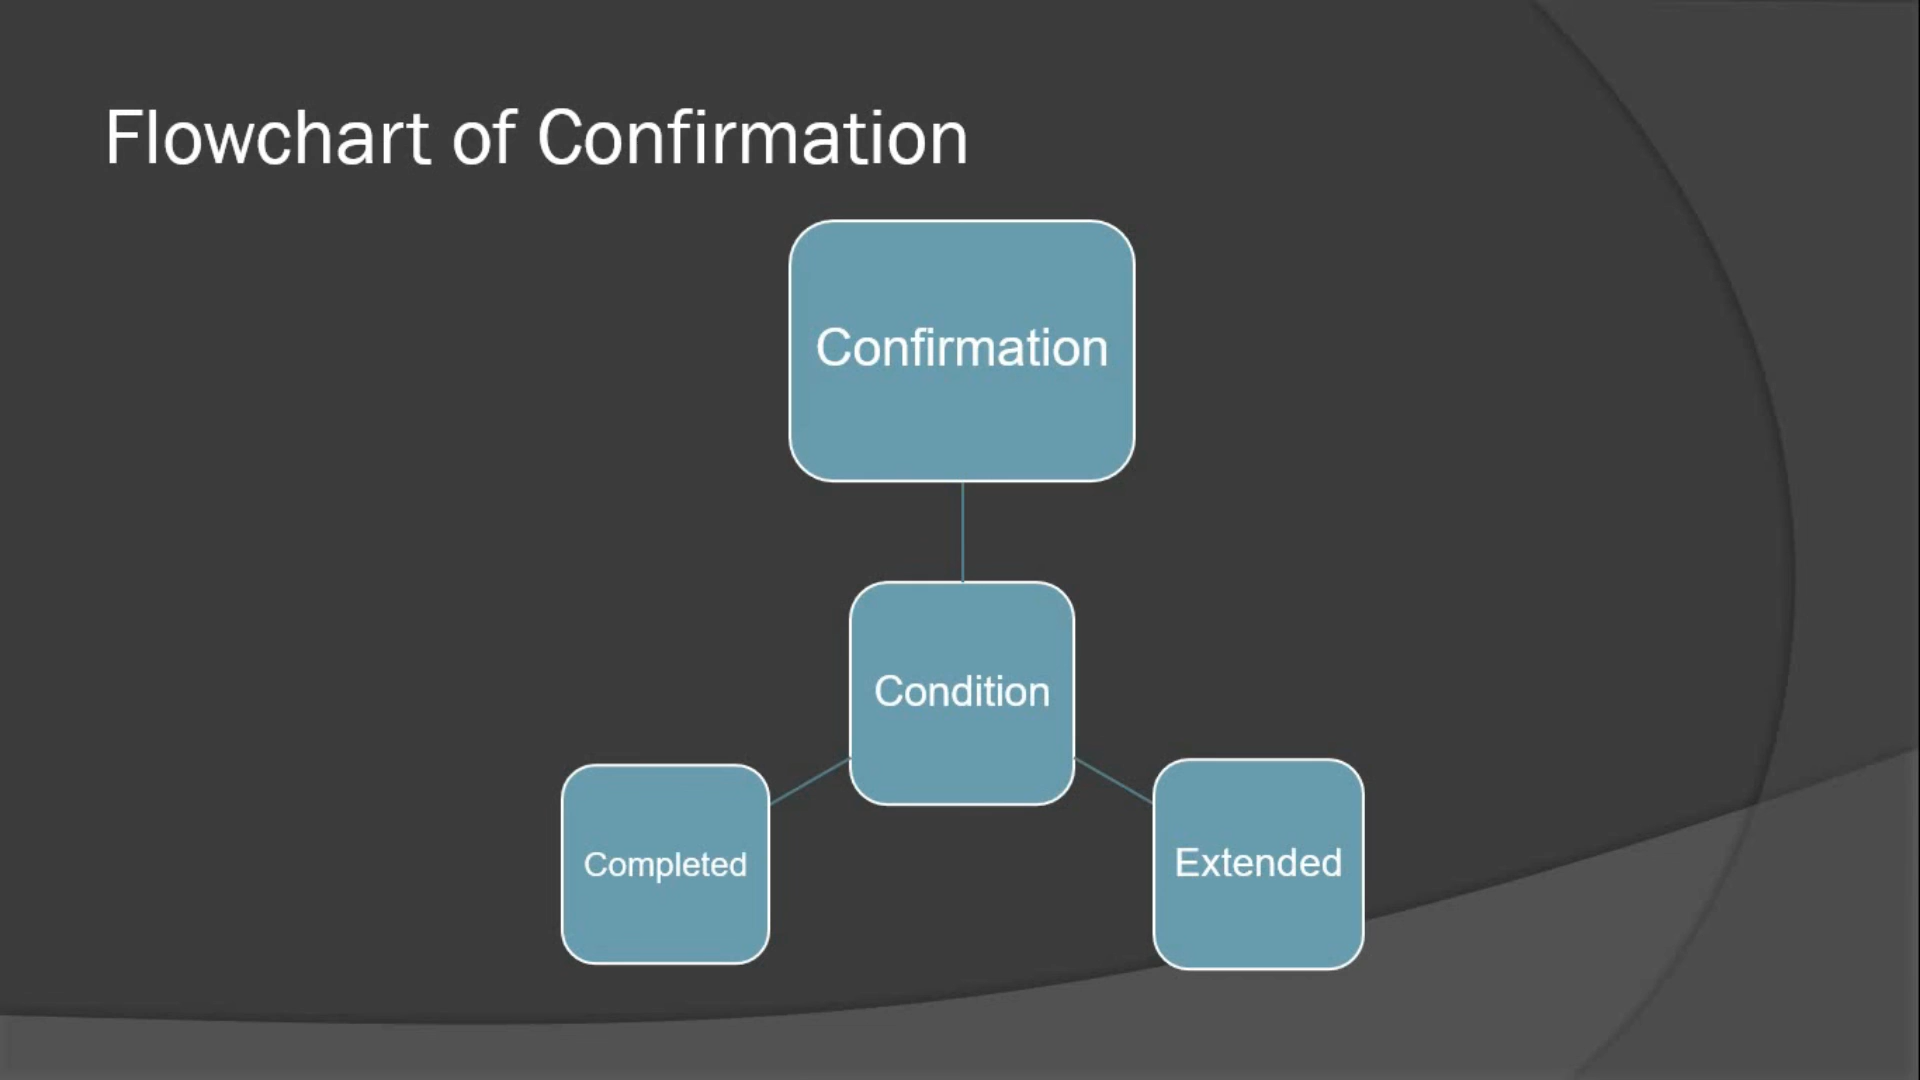 Flowchart of Confirmation
Confirmation
Condition
Completed
Extended